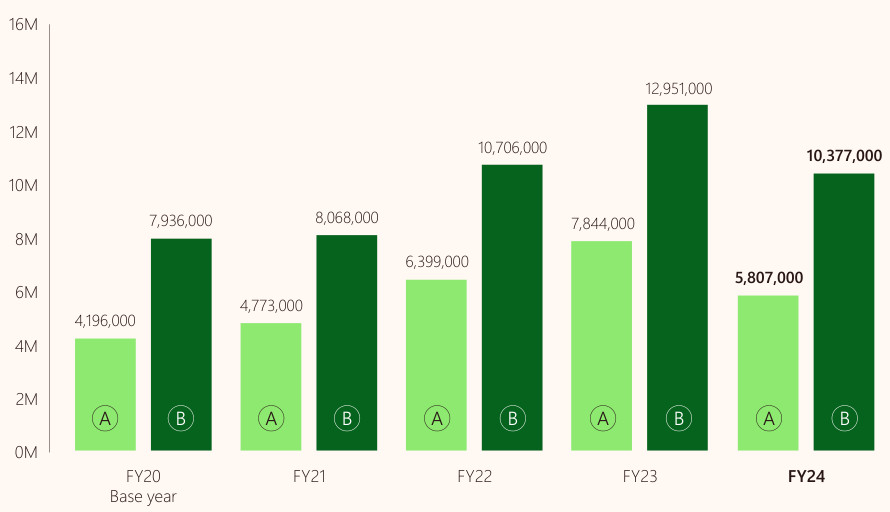 16M
14M
12M
10M
8M
6M
4M
2M
0M
4,196,000
7,936,000
4,773,000
8,068,000
6,399,000
10,706,000
7,844,000
12,951,000
5,807,000
10,377,000
A
B
A
B
A
B
A
B
A
B
FY20
Base year
FY21
FY22
FY23
FY24